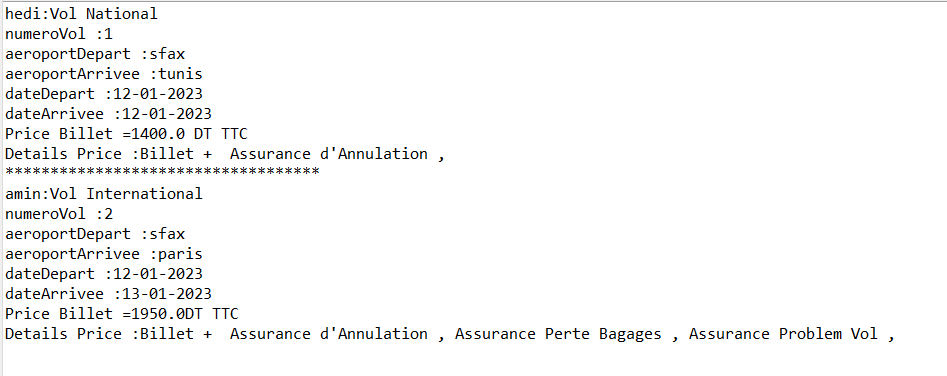 hedi:Vol National
numeroVol :1
aeroportDepart :sfax
aeroportArrivee :tunis
dateDepart :12-01-2023
dateArrivee :12-01-2023
Price Billet =1400.0 DT TTC
Details Price :Billet +  Assurance d'Annulation ,
***********************************
amin:Vol International
numeroVol :2
aeroportDepart :sfax
aeroportArrivee :paris
dateDepart :12-01-2023
dateArrivee :13-01-2023
Price Billet =1950.0DT TTC
Details Price :Billet +  Assurance d'Annulation , Assurance Perte Bagages , Assurance Problem Vol ,